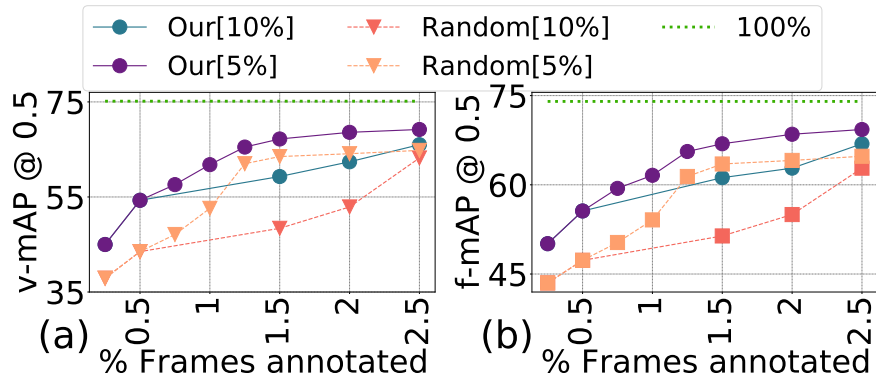 Our[10%] Random[10%] 100%
Our[5%] Random[5%]
v-mAP @ 0.5
75
55
35
0.5 1 1.5 2 2.5
(a) % Frames annotated
f-mAP @ 0.5
75
60
45
0.5 1 1.5 2 2.5
(b) % Frames annotated